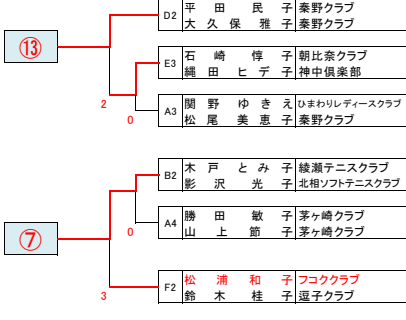 D2 平田民子 秦野クラブ
大久保雅子 秦野クラブ
⑬
E3 石崎惇子 朝比奈クラブ
縄田ヒデ子 神中倶楽部
2
0
A3 関野ゆきえ ひまわりレディースクラブ
松尾美恵子 秦野クラブ
B2 木戸とみ子 綾瀬テニスクラブ
影沢光子 北相ソフトテニスクラブ
⑦
0
A4 勝田敏子 茅ヶ崎クラブ
山上節子 茅ヶ崎クラブ
3
F2 松浦和子 フコククラブ
鈴木桂子 逗子クラブ